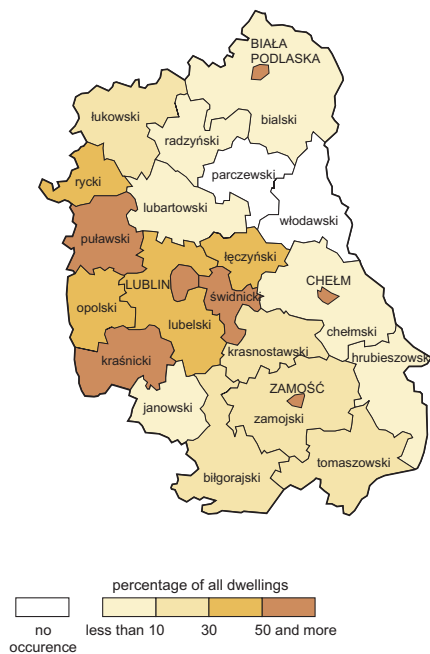 BIAŁA
PODLASKA
łukowski
bialski
radzyński
parczewski
rycki
lubartowski
włodawski
puławski
łęczyński
LUBLIN
świdnicki
CHEŁM
opolski
lubelski
chełmski
krasnostawski
hrubieszowski
kraśnicki
ZAMOŚĆ
janowski
zamojski
tomaszowski
biłgorajski
percentage of all dwellings
no
occurence
less than 10 30 50 and more